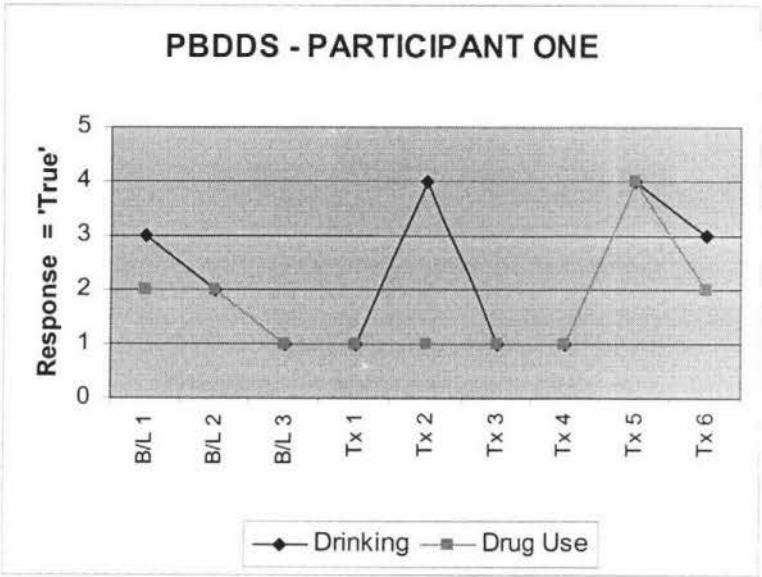 PBDDS - PARTICIPANT ONE
Response = 'True'
5
4
3
2
1
0
B/L 1
B/L 2
B/L 3
Tx 1
Tx 2
Tx 3
Tx 4
Tx 5
Tx 6
Drinking
Drug Use